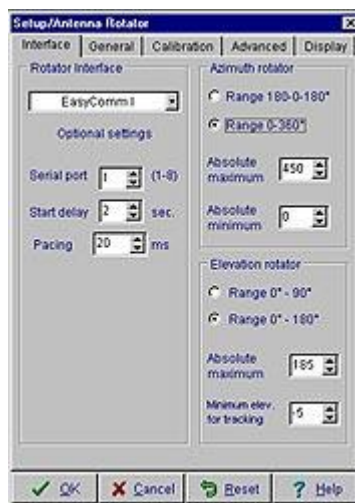 Setup/Antenna Rotator
Interface General Calibration Advanced Display
Rotator Interface
EasyComm I
Optional settings
Serial port 1 (1-8)
Start delay 2 sec.
Pacing 20 ms
Azimuth rotator
Range 180-0-180°
Range 0-360°
Absolute maximum 450
Absolute minimum 0
Elevation rotator
Range 0° - 90°
Range 0° - 180°
Absolute maximum 185
Minimum elev. for tracking -5
OK Cancel Reset Help